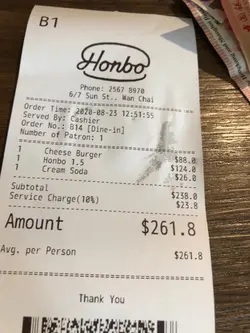 B1
Honbo
Phone: 2567 8970
6/7 Sun St., Wan Chai
Order Time: 2020-08-23 12:51:55
Served By: Cashier
Order No.: B14 [Dine-in]
Number of Patron: 1
1 Cheese Burger $88.0
1 Honbo 1.5 $124.0
1 Cream Soda $26.0
Subtotal $238.0
Service Charge(10%) $23.8
Amount $261.8
Avg. per Person $261.8
Thank You